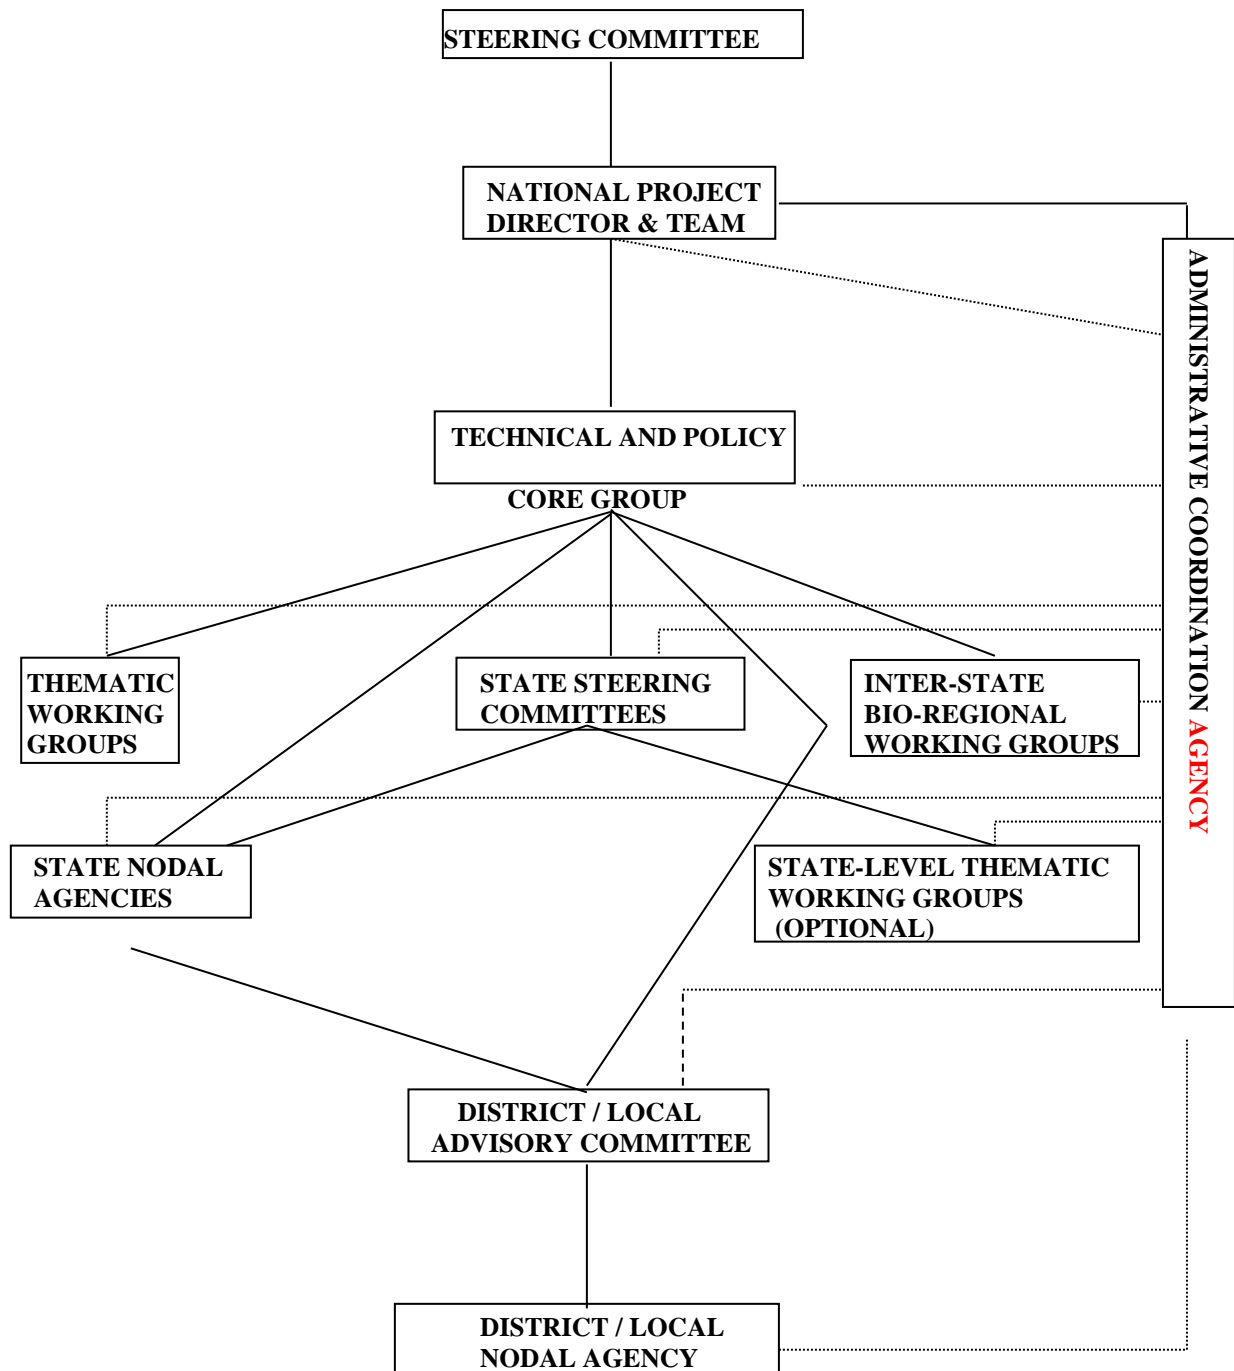 STEERING COMMITTEE
NATIONAL PROJECT
DIRECTOR & TEAM
ADMINISTRATIVE COORDINATION AGENCY
TECHNICAL AND POLICY
CORE GROUP
THEMATIC
WORKING
GROUPS
STATE STEERING
COMMITTEES
INTER-STATE
BIO-REGIONAL
WORKING GROUPS
STATE NODAL
AGENCIES
STATE-LEVEL THEMATIC
WORKING GROUPS
(OPTIONAL)
DISTRICT / LOCAL
ADVISORY COMMITTEE
DISTRICT / LOCAL
NODAL AGENCY